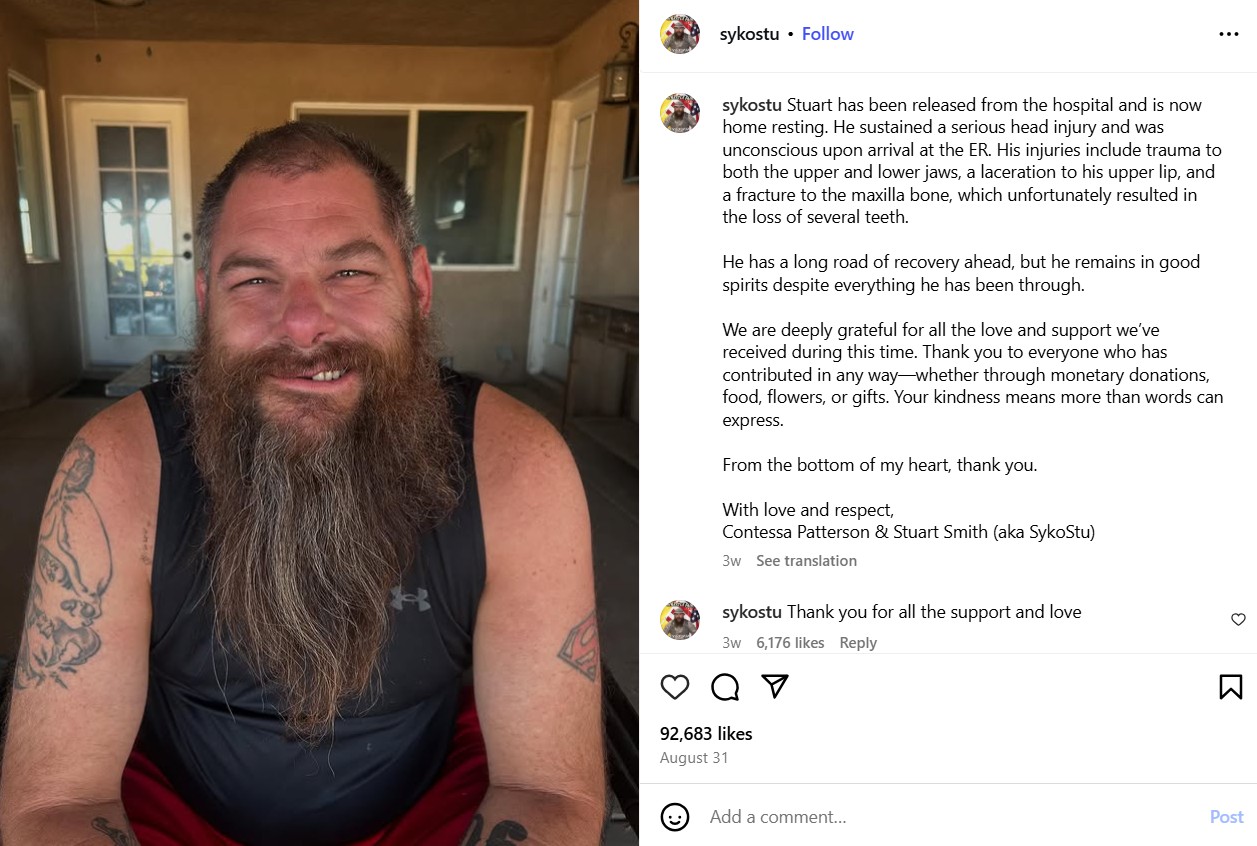 sykostu • Follow
sykostu Stuart has been released from the hospital and is now
home resting. He sustained a serious head injury and was
unconscious upon arrival at the ER. His injuries include trauma to
both the upper and lower jaws, a laceration to his upper lip, and
a fracture to the maxilla bone, which unfortunately resulted in
the loss of several teeth.
He has a long road of recovery ahead, but he remains in good
spirits despite everything he has been through.
We are deeply grateful for all the love and support we’ve
received during this time. Thank you to everyone who has
contributed in any way—whether through monetary donations,
food, flowers, or gifts. Your kindness means more than words can
express.
From the bottom of my heart, thank you.
With love and respect,
Contessa Patterson & Stuart Smith (aka SykoStu)
3w See translation
sykostu Thank you for all the support and love
3w 6,176 likes Reply
92,683 likes
August 31
Add a comment...
Post